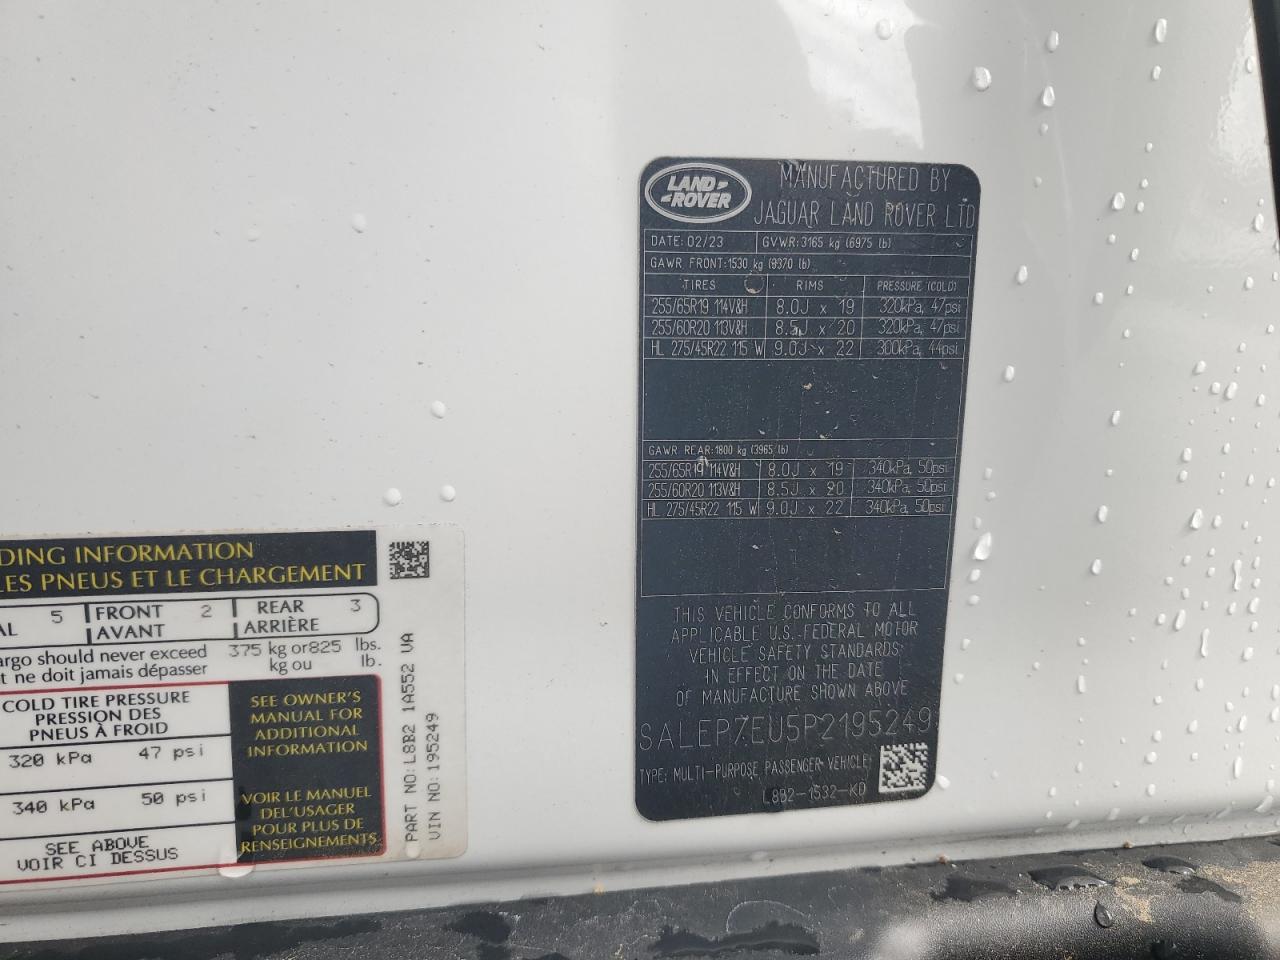 LAND
ROVER
MANUFACTURED BY
JAGUAR LAND ROVER LTD
DATE: 02/23 GVWR: 3165 kg (6975 lb)
GAWR FRONT: 1530 kg (3370 lb)
TIRES RIMS PRESSURE (COLD)
255/65R19 114V&H 8.0J x 19 320kPa, 47psi
255/60R20 113V&H 8.5J x 20 320kPa, 47psi
HL 275/45R22 115 W 9.0J x 22 300kPa, 44psi
GAWR REAR: 1800 kg (3965 lb)
255/65R19 114V&H 8.0J x 19 340kPa, 50psi
255/60R20 113V&H 8.5J x 20 340kPa, 50psi
HL 275/45R22 115 W 9.0J x 22 340kPa, 50psi
THIS VEHICLE CONFORMS TO ALL
APPLICABLE U.S. FEDERAL MOTOR
VEHICLE SAFETY STANDARDS
IN EFFECT ON THE DATE
OF MANUFACTURE SHOWN ABOVE
SALEP7EU5P2195249
TYPE: MULTI-PURPOSE PASSENGER VEHICLE
L8B2-1532-KD
DING INFORMATION
LES PNEUS ET LE CHARGEMENT
AL 5 FRONT 2 REAR 3
AVANT ARRIÈRE
argo should never exceed 375 kg or 825 lbs.
t ne doit jamais dépasser kg ou lb.
COLD TIRE PRESSURE
PRESSION DES
PNEUS À FROID
320 kPa 47 psi
340 kPa 50 psi
SEE ABOVE
VOIR CI DESSUS
SEE OWNER'S
MANUAL FOR
ADDITIONAL
INFORMATION
VOIR LE MANUEL
DEL'USAGER
POUR PLUS DE
RENSEIGNEMENTS
PART NO: L8B2 1A552 VA
VIN NO: 195249